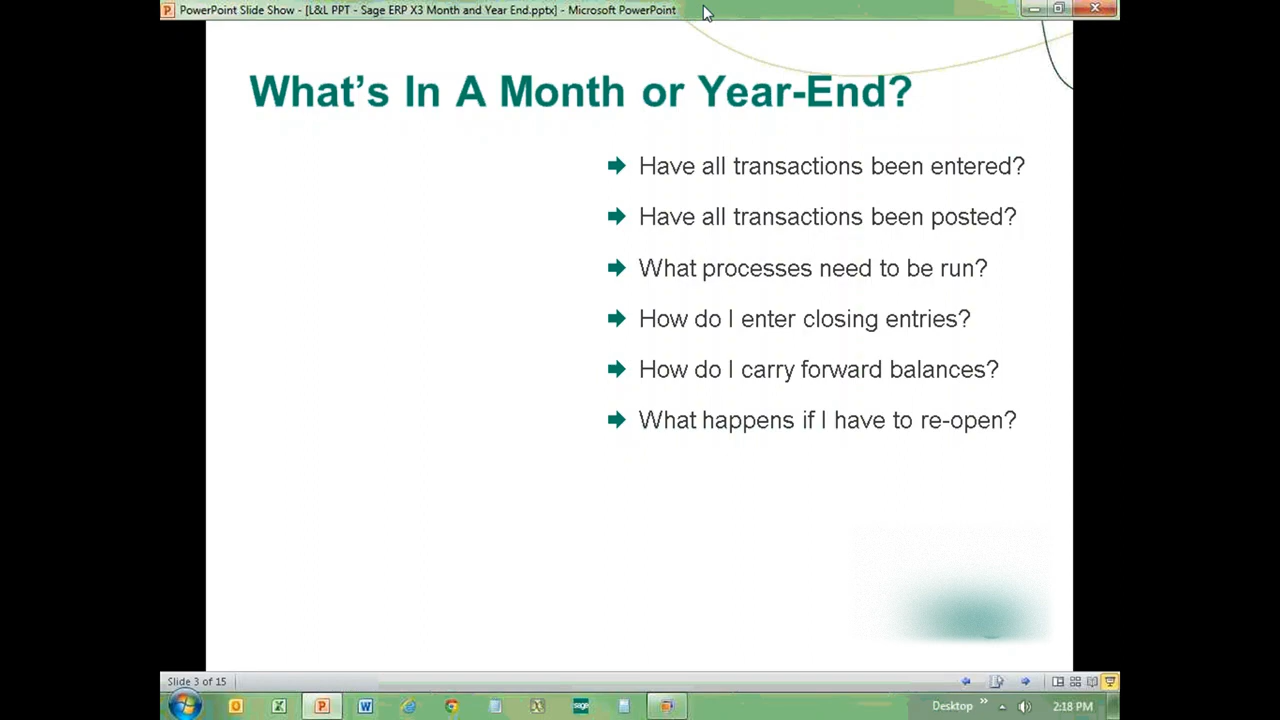 PowerPoint Slide Show - [L&L PPT - Sage ERP X3 Month and Year End.pptx] - Microsoft PowerPoint
What's In A Month or Year-End?
Have all transactions been entered?
Have all transactions been posted?
What processes need to be run?
How do I enter closing entries?
How do I carry forward balances?
What happens if I have to re-open?
Slide 3 of 15
sage
Desktop
2:18 PM